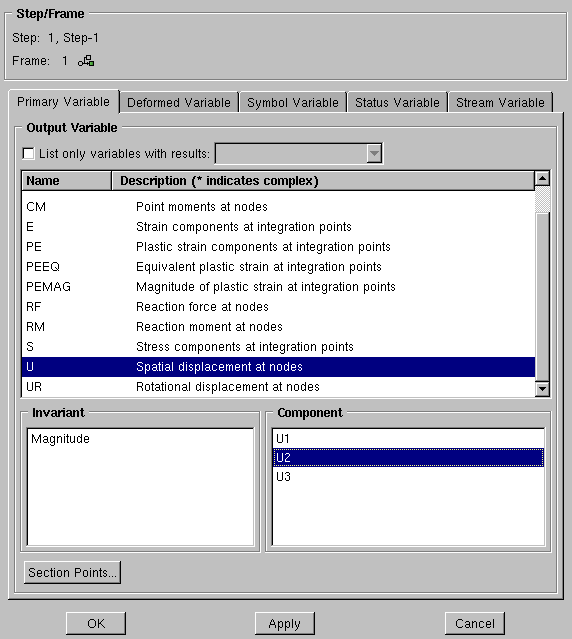 Step/Frame
Step: 1, Step-1
Frame: 1
Primary Variable Deformed Variable Symbol Variable Status Variable Stream Variable
Output Variable
List only variables with results:
Name Description (* indicates complex)
CM Point moments at nodes
E Strain components at integration points
PE Plastic strain components at integration points
PEEQ Equivalent plastic strain at integration points
PEMAG Magnitude of plastic strain at integration points
RF Reaction force at nodes
RM Reaction moment at nodes
S Stress components at integration points
U Spatial displacement at nodes
UR Rotational displacement at nodes
Invariant
Magnitude
Component
U1
U2
U3
Section Points...
OK Apply Cancel